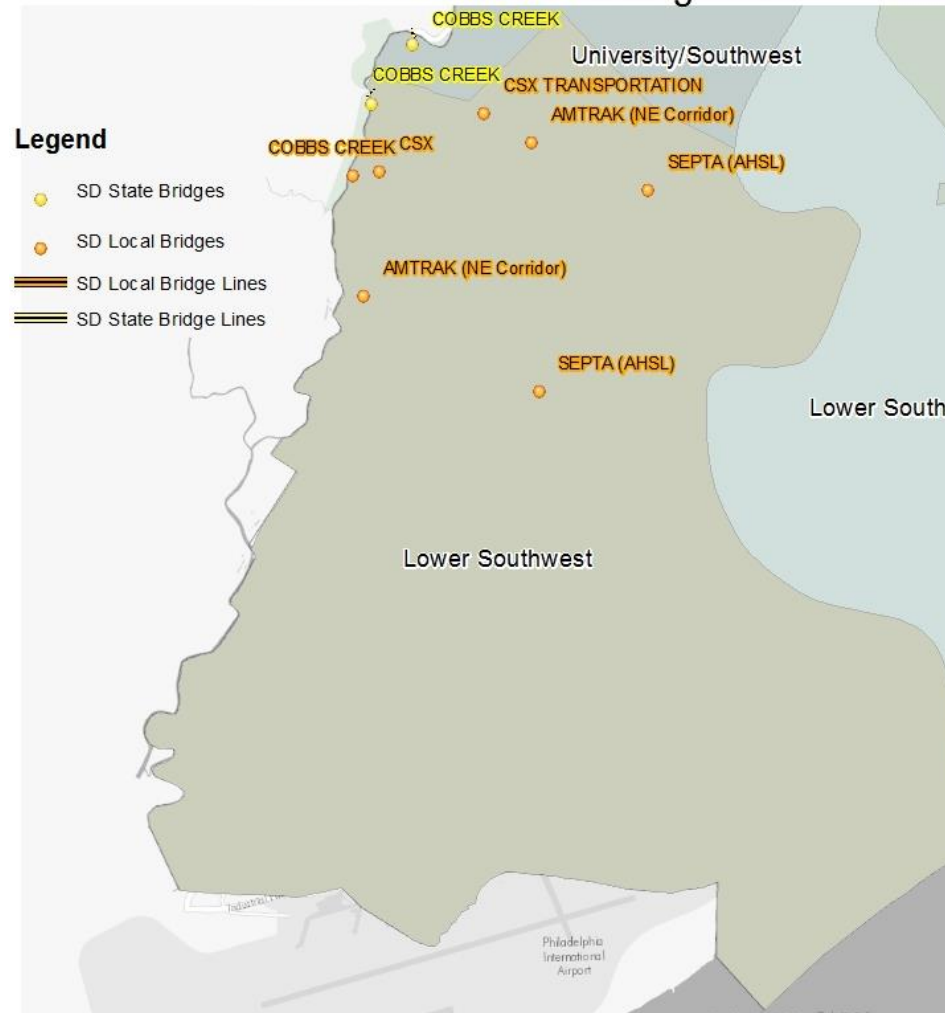 COBBS CREEK
University/Southwest
COBBS CREEK
CSX TRANSPORTATION
AMTRAK (NE Corridor)
Legend
COBBS CREEK
CSX
SEPTA (AHSL)
SD State Bridges
SD Local Bridges
AMTRAK (NE Corridor)
SD Local Bridge Lines
SD State Bridge Lines
SEPTA (AHSL)
Lower South
Lower Southwest
Industrial
Philadelphia
International
Airport